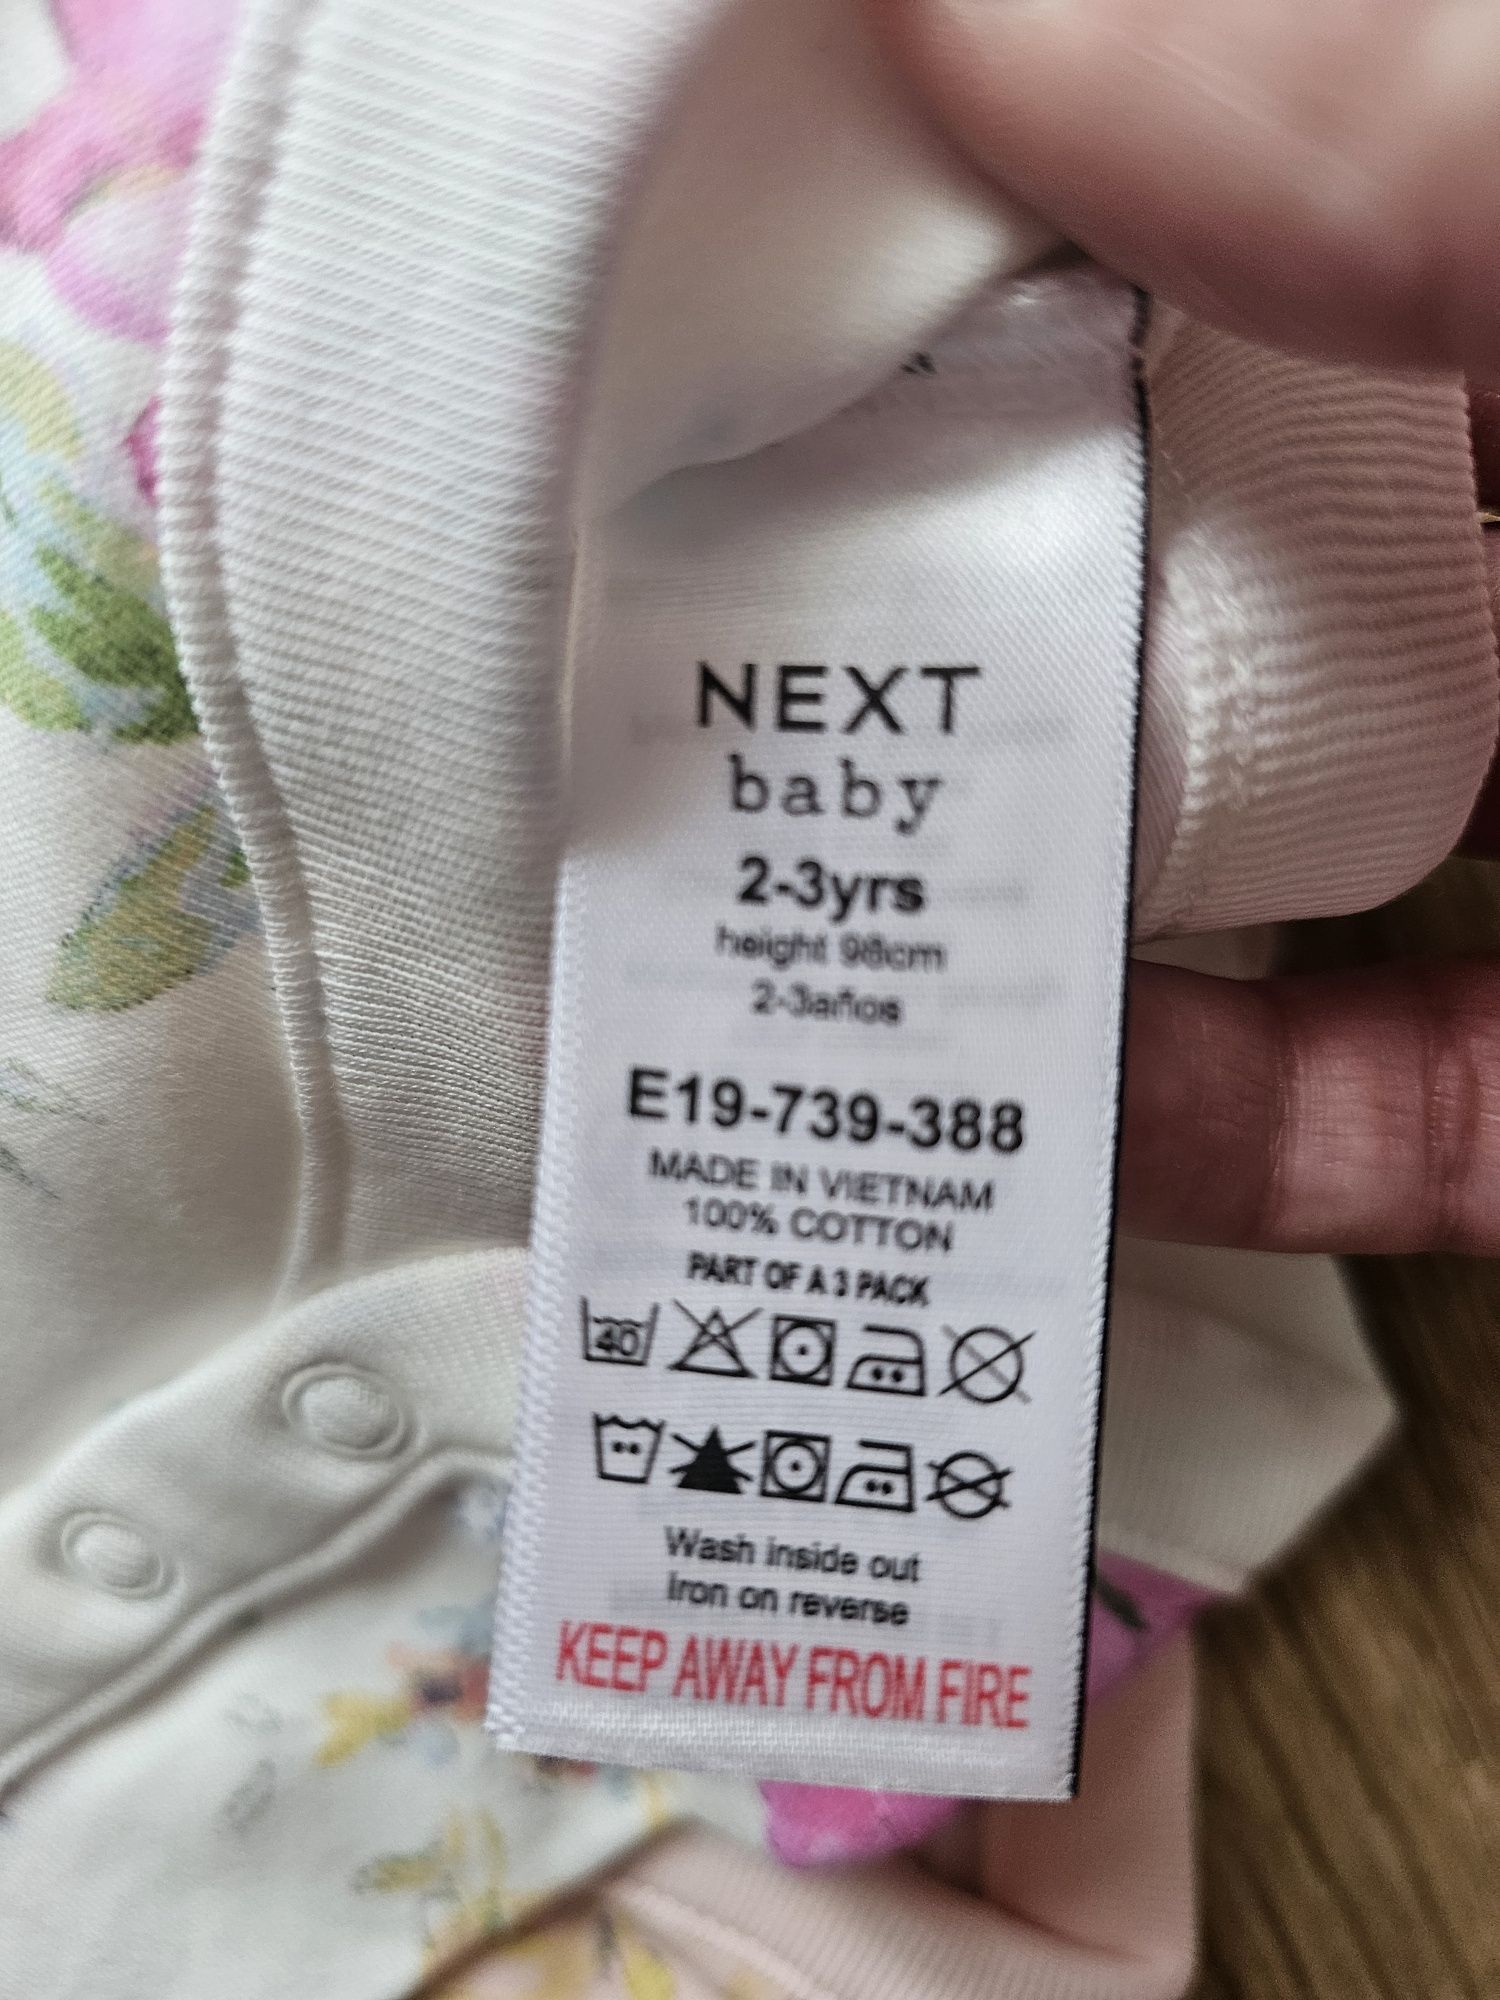 NEXT
baby
2-3yrs
height 98cm
2-3años
E19-739-388
MADE IN VIETNAM
100% COTTON
PART OF A 3 PACK
40
Wash inside out
Iron on reverse
KEEP AWAY FROM FIRE